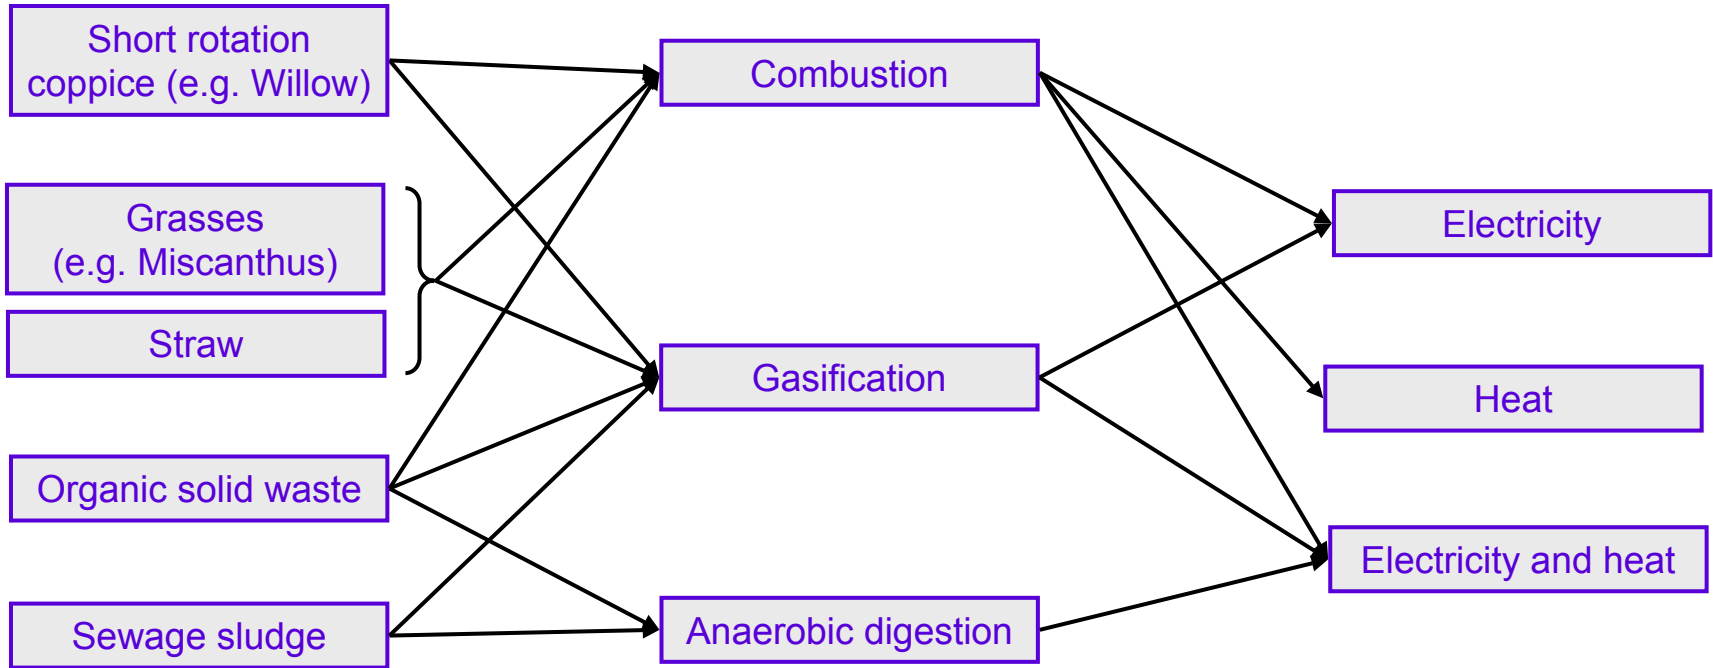 Short rotation
coppice (e.g. Willow)
Grasses
(e.g. Miscanthus)
Straw
Organic solid waste
Sewage sludge
Combustion
Gasification
Anaerobic digestion
Electricity
Heat
Electricity and heat